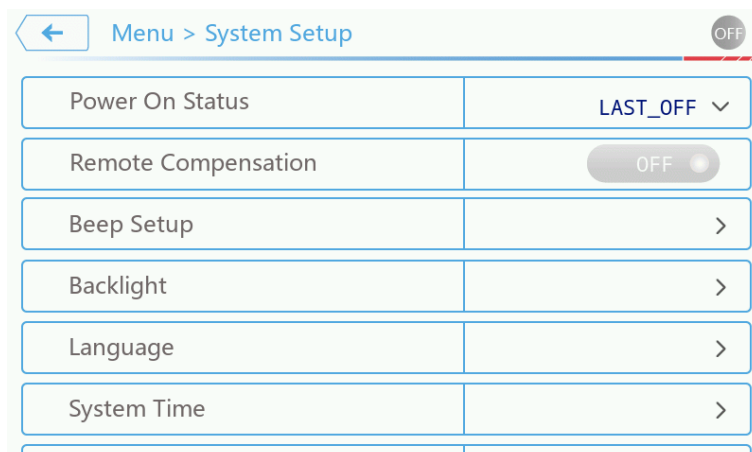 Menu > System Setup
OFF
Power On Status
LAST_OFF
Remote Compensation
OFF
Beep Setup
Backlight
Language
System Time